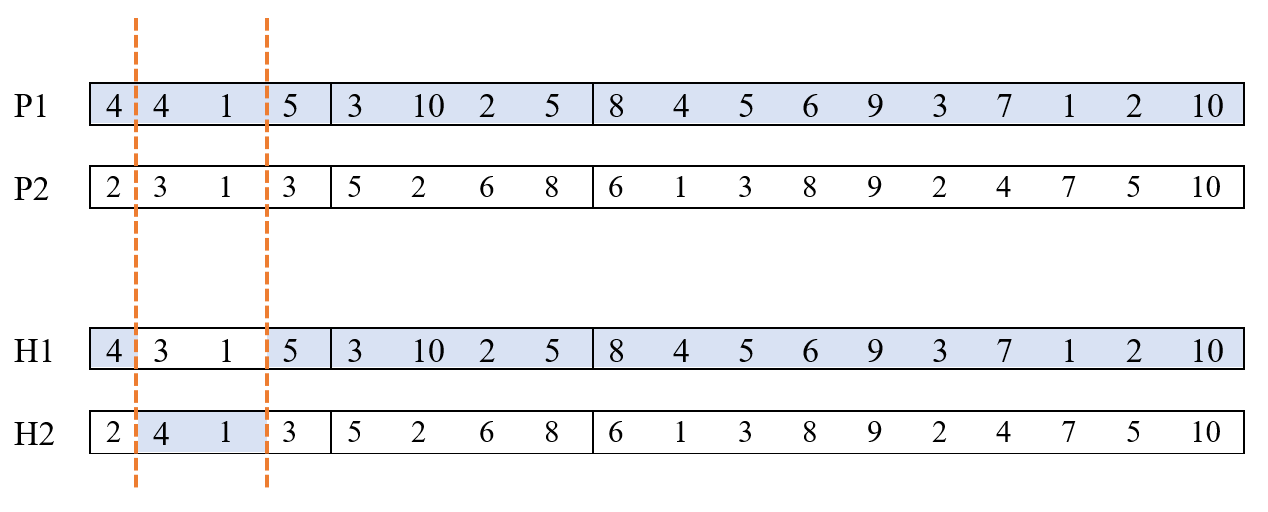 P1 4 4 1 5 3 10 2 5 8 4 5 6 9 3 7 1 2 10
P2 2 3 1 3 5 2 6 8 6 1 3 8 9 2 4 7 5 10
H1 4 3 1 5 3 10 2 5 8 4 5 6 9 3 7 1 2 10
H2 2 4 1 3 5 2 6 8 6 1 3 8 9 2 4 7 5 10